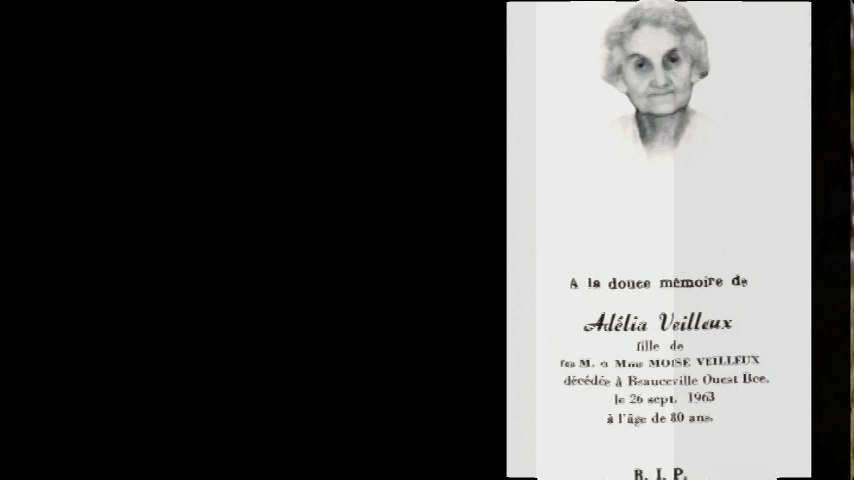 A la douce mémoire de
Adélia Veilleux
fille de
feu M. et Mme MOISE VEILLEUX
décédée à Beauceville Ouest Bce.
le 26 sept. 1963
à l'âge de 80 ans.
R. I. P.